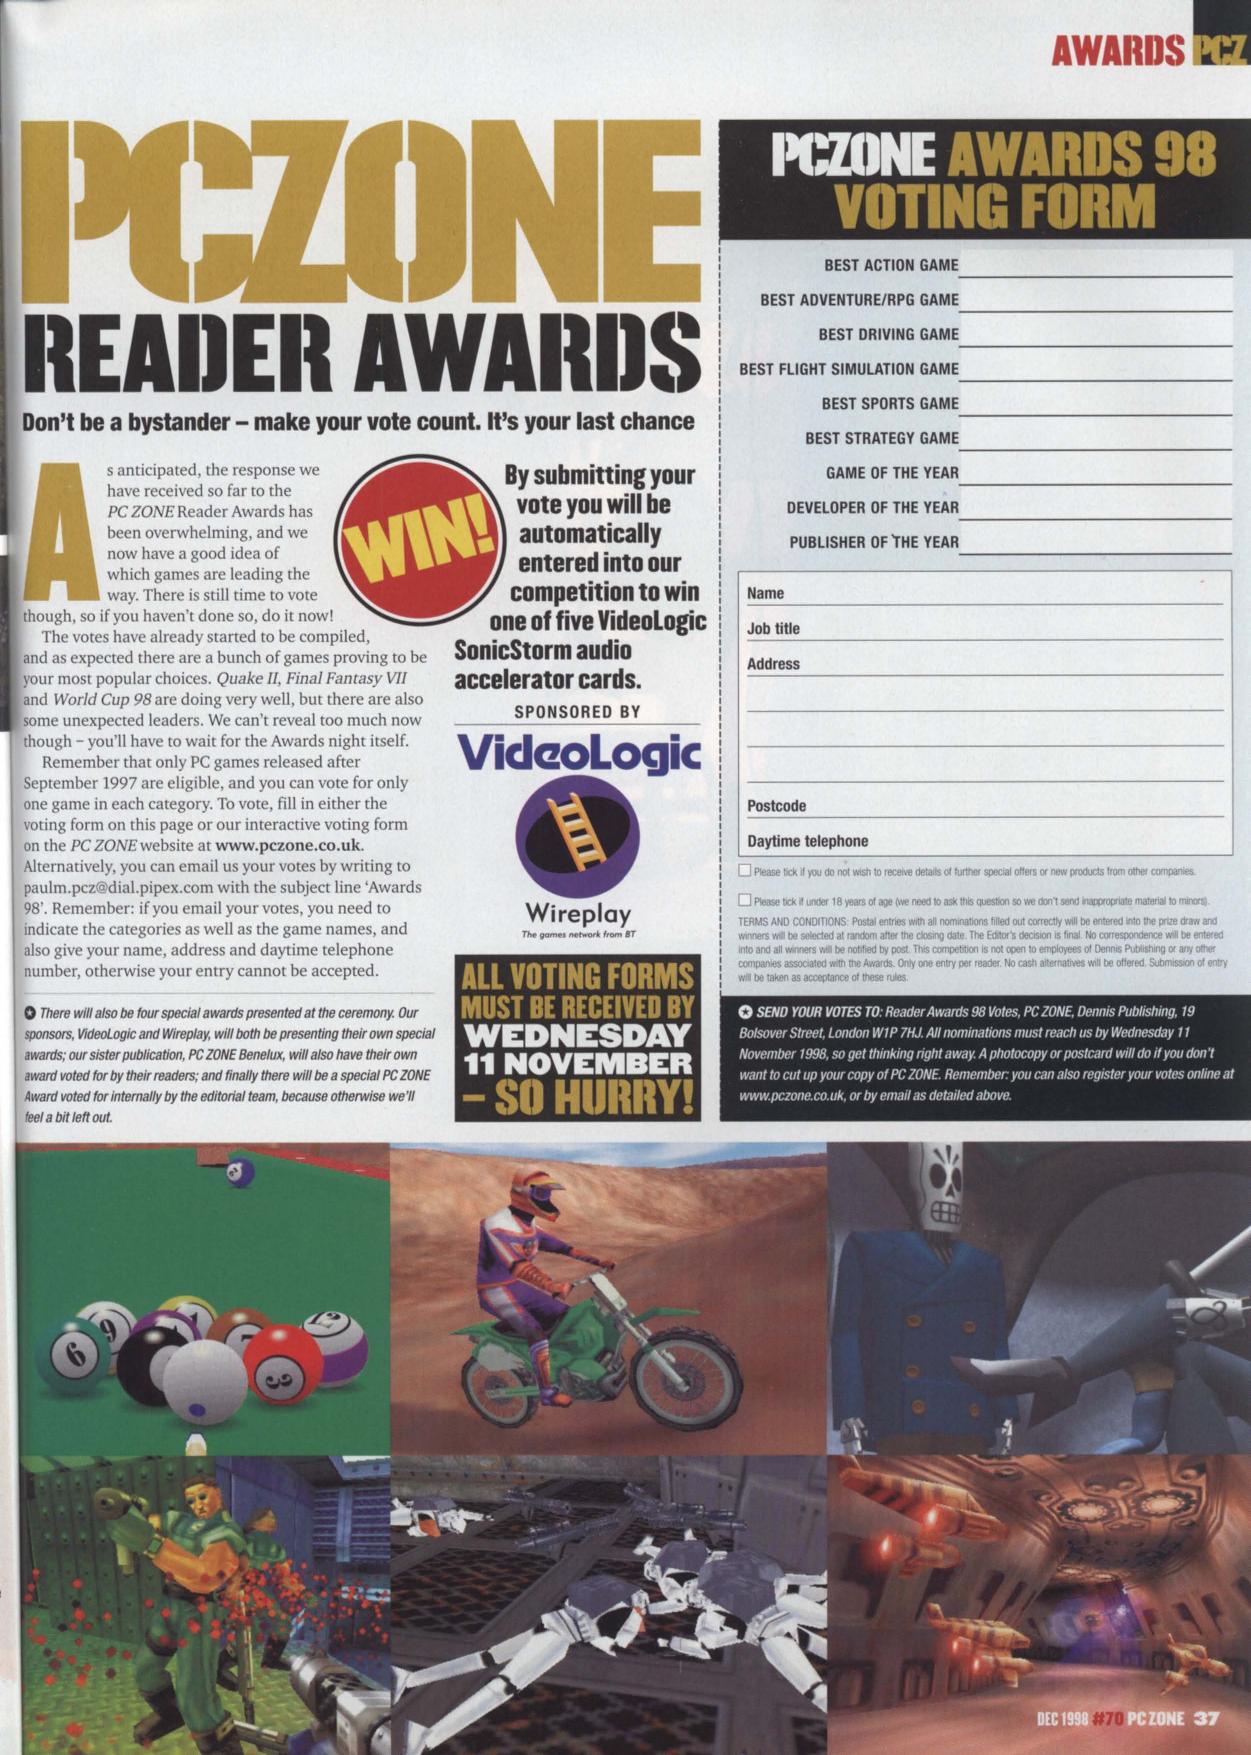 AWARDS PCZ
PCZONE
READER AWARDS
Don't be a bystander – make your vote count. It's your last chance
As anticipated, the response we
have received so far to the
PC ZONE Reader Awards has
been overwhelming, and we
now have a good idea of
which games are leading the
way. There is still time to vote
though, so if you haven't done so, do it now!
The votes have already started to be compiled,
and as expected there are a bunch of games proving to be
your most popular choices. Quake II, Final Fantasy VII
and World Cup 98 are doing very well, but there are also
some unexpected leaders. We can't reveal too much now
though – you'll have to wait for the Awards night itself.
Remember that only PC games released after
September 1997 are eligible, and you can vote for only
one game in each category. To vote, fill in either the
voting form on this page or our interactive voting form
on the PC ZONE website at www.pczone.co.uk.
Alternatively, you can email us your votes by writing to
paulm.pcz@dial.pipex.com with the subject line 'Awards
98'. Remember: if you email your votes, you need to
indicate the categories as well as the game names, and
also give your name, address and daytime telephone
number, otherwise your entry cannot be accepted.
✪ There will also be four special awards presented at the ceremony. Our
sponsors, VideoLogic and Wireplay, will both be presenting their own special
awards; our sister publication, PC ZONE Benelux, will also have their own
award voted for by their readers; and finally there will be a special PC ZONE
Award voted for internally by the editorial team, because otherwise we'll
feel a bit left out.
WIN!
By submitting your
vote you will be
automatically
entered into our
competition to win
one of five VideoLogic
SonicStorm audio
accelerator cards.
SPONSORED BY
VideoLogic
Wireplay
The games network from BT
ALL VOTING FORMS
MUST BE RECEIVED BY
WEDNESDAY
11 NOVEMBER
– SO HURRY!
PCZONE AWARDS 98
VOTING FORM
BEST ACTION GAME
BEST ADVENTURE/RPG GAME
BEST DRIVING GAME
BEST FLIGHT SIMULATION GAME
BEST SPORTS GAME
BEST STRATEGY GAME
GAME OF THE YEAR
DEVELOPER OF THE YEAR
PUBLISHER OF THE YEAR
Name
Job title
Address
Postcode
Daytime telephone
Please tick if you do not wish to receive details of further special offers or new products from other companies.
Please tick if under 18 years of age (we need to ask this question so we don't send inappropriate material to minors).
TERMS AND CONDITIONS: Postal entries with all nominations filled out correctly will be entered into the prize draw and
winners will be selected at random after the closing date. The Editor's decision is final. No correspondence will be entered
into and all winners will be notified by post. This competition is not open to employees of Dennis Publishing or any other
companies associated with the Awards. Only one entry per reader. No cash alternatives will be offered. Submission of entry
will be taken as acceptance of these rules.
✪ SEND YOUR VOTES TO: Reader Awards 98 Votes, PC ZONE, Dennis Publishing, 19
Bolsover Street, London W1P 7HJ. All nominations must reach us by Wednesday 11
November 1998, so get thinking right away. A photocopy or postcard will do if you don't
want to cut up your copy of PC ZONE. Remember: you can also register your votes online at
www.pczone.co.uk, or by email as detailed above.
2
6
9
3
12
DEC 1998 #70 PC ZONE 37